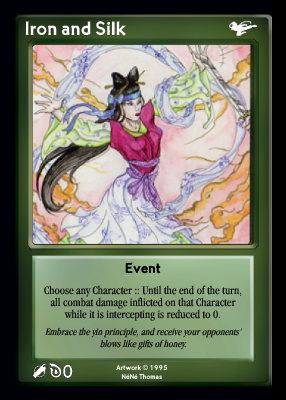 Iron and Silk
Event
Choose any Character :: Until the end of the turn,
all combat damage inflicted on that Character
while it is intercepting is reduced to 0.
Embrace the yin principle, and receive your opponents'
blows like gifts of honey.
0
Artwork © 1995
NéNé Thomas